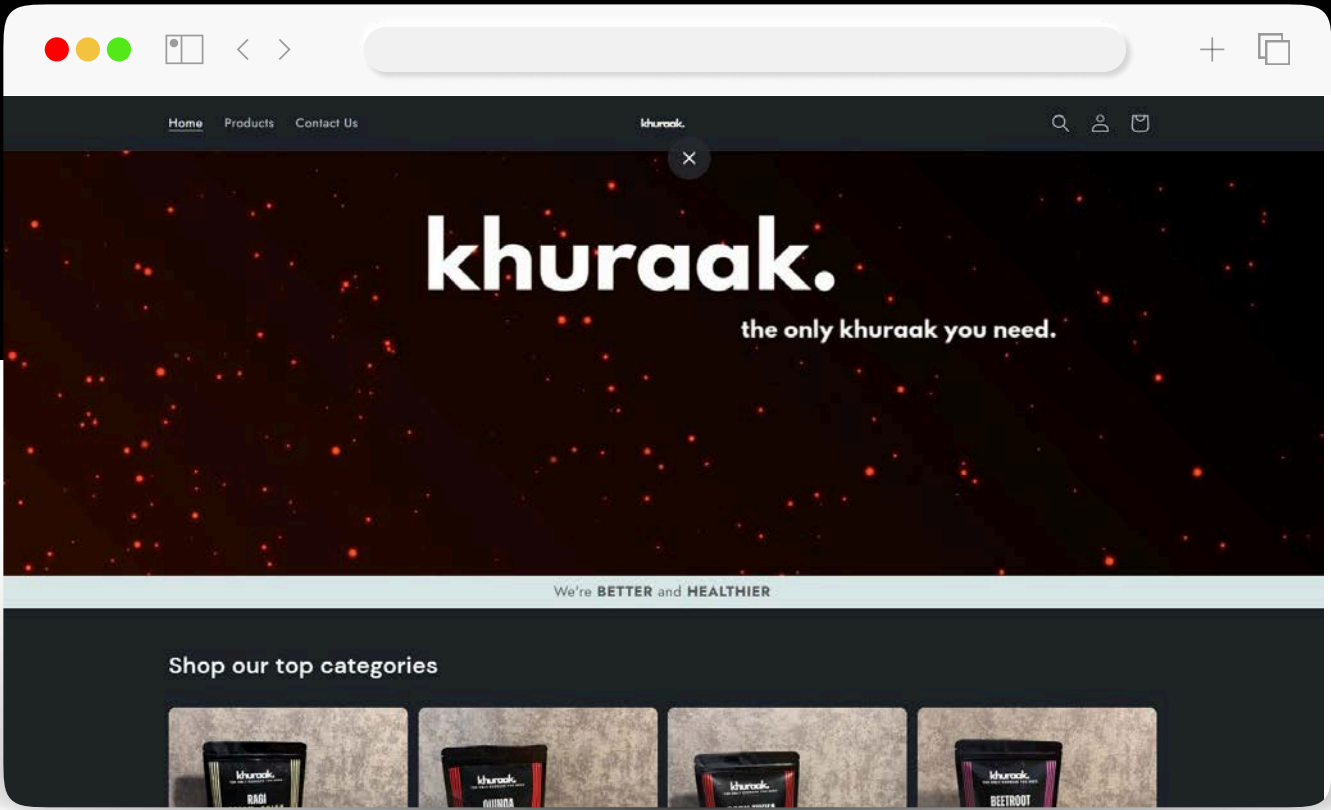 Home Products Contact Us khuraak.
khuraak.
the only khuraak you need.
We're BETTER and HEALTHIER
Shop our top categories
khuraak.
RAGI
khuraak.
QUINOA
khuraak.
khuraak.
BEETROOT